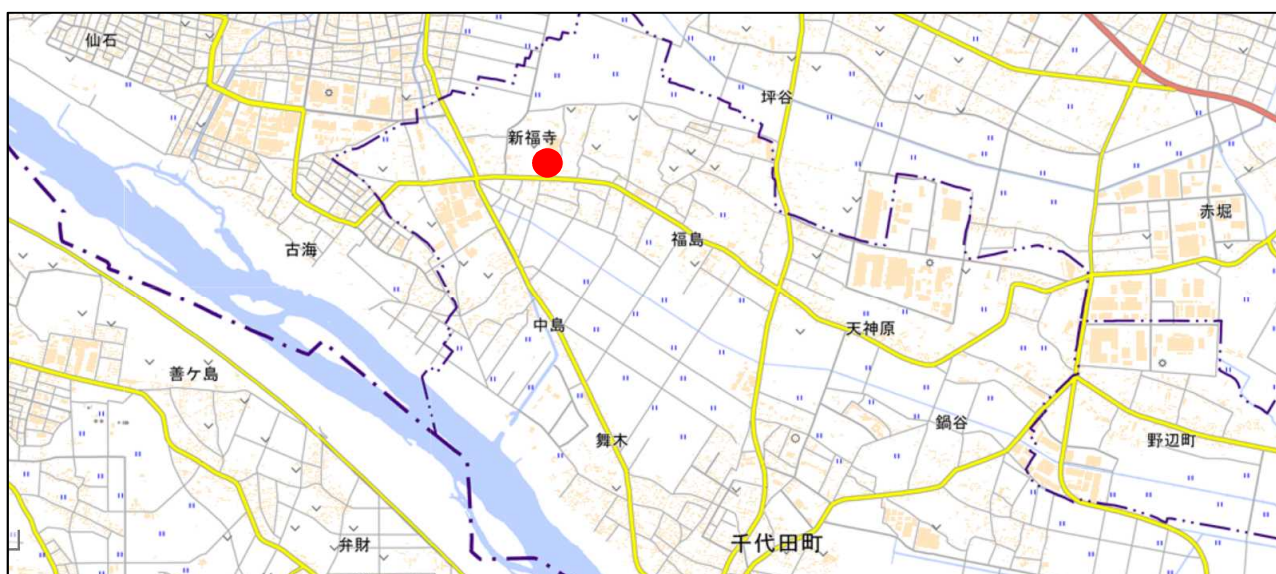 仙石
坪谷
新福寺
赤堀
福島
古海
中島
天神原
善ケ島
鍋谷
舞木
野辺町
千代田町
弁財